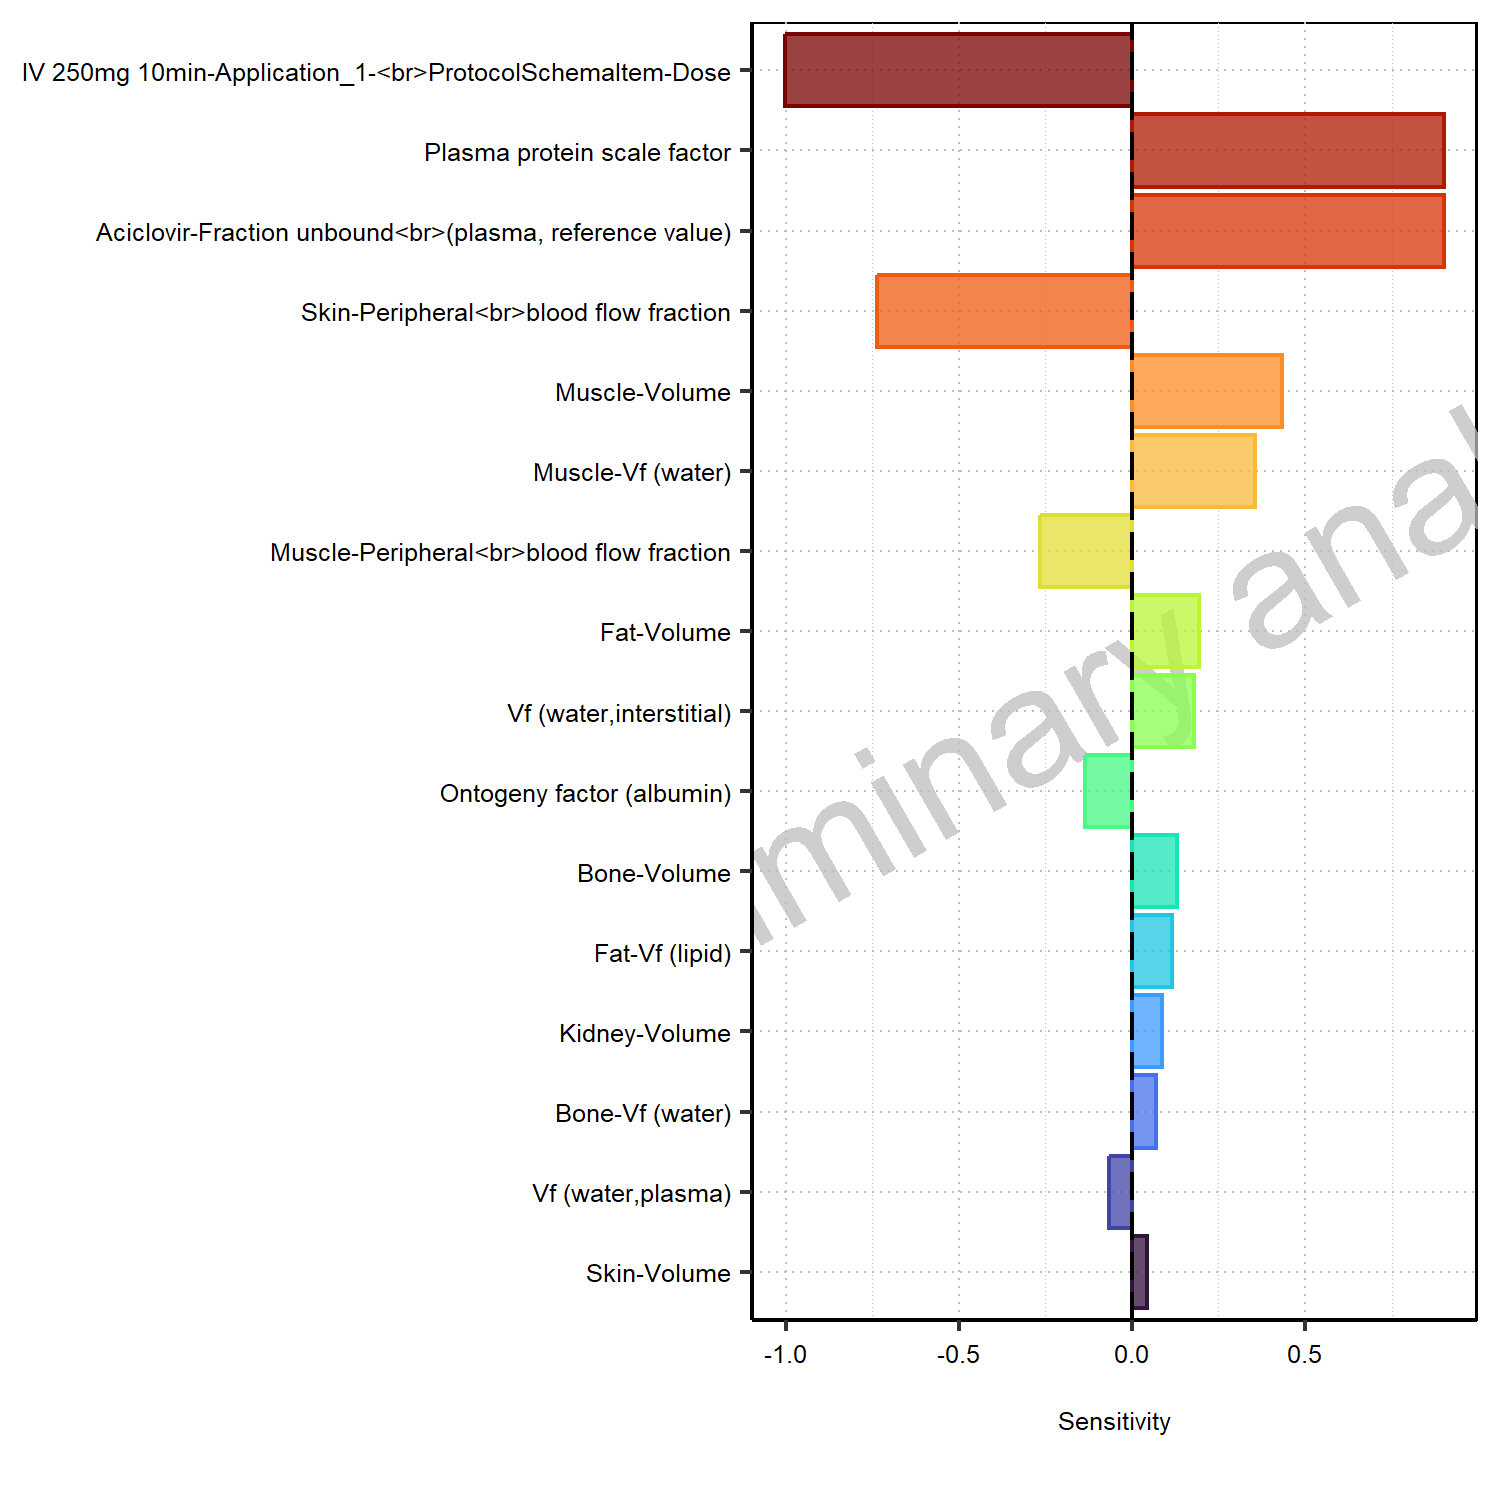 IV 250mg 10min-Application_1-<br>ProtocolSchemaItem-Dose
Plasma protein scale factor
Aciclovir-Fraction unbound<br>(plasma, reference value)
Skin-Peripheral<br>blood flow fraction
Muscle-Volume
Muscle-Vf (water)
Muscle-Peripheral<br>blood flow fraction
Fat-Volume
Vf (water,interstitial)
Ontogeny factor (albumin)
Bone-Volume
Fat-Vf (lipid)
Kidney-Volume
Bone-Vf (water)
Vf (water,plasma)
Skin-Volume
minary anal
-1.0 -0.5 0.0 0.5
Sensitivity